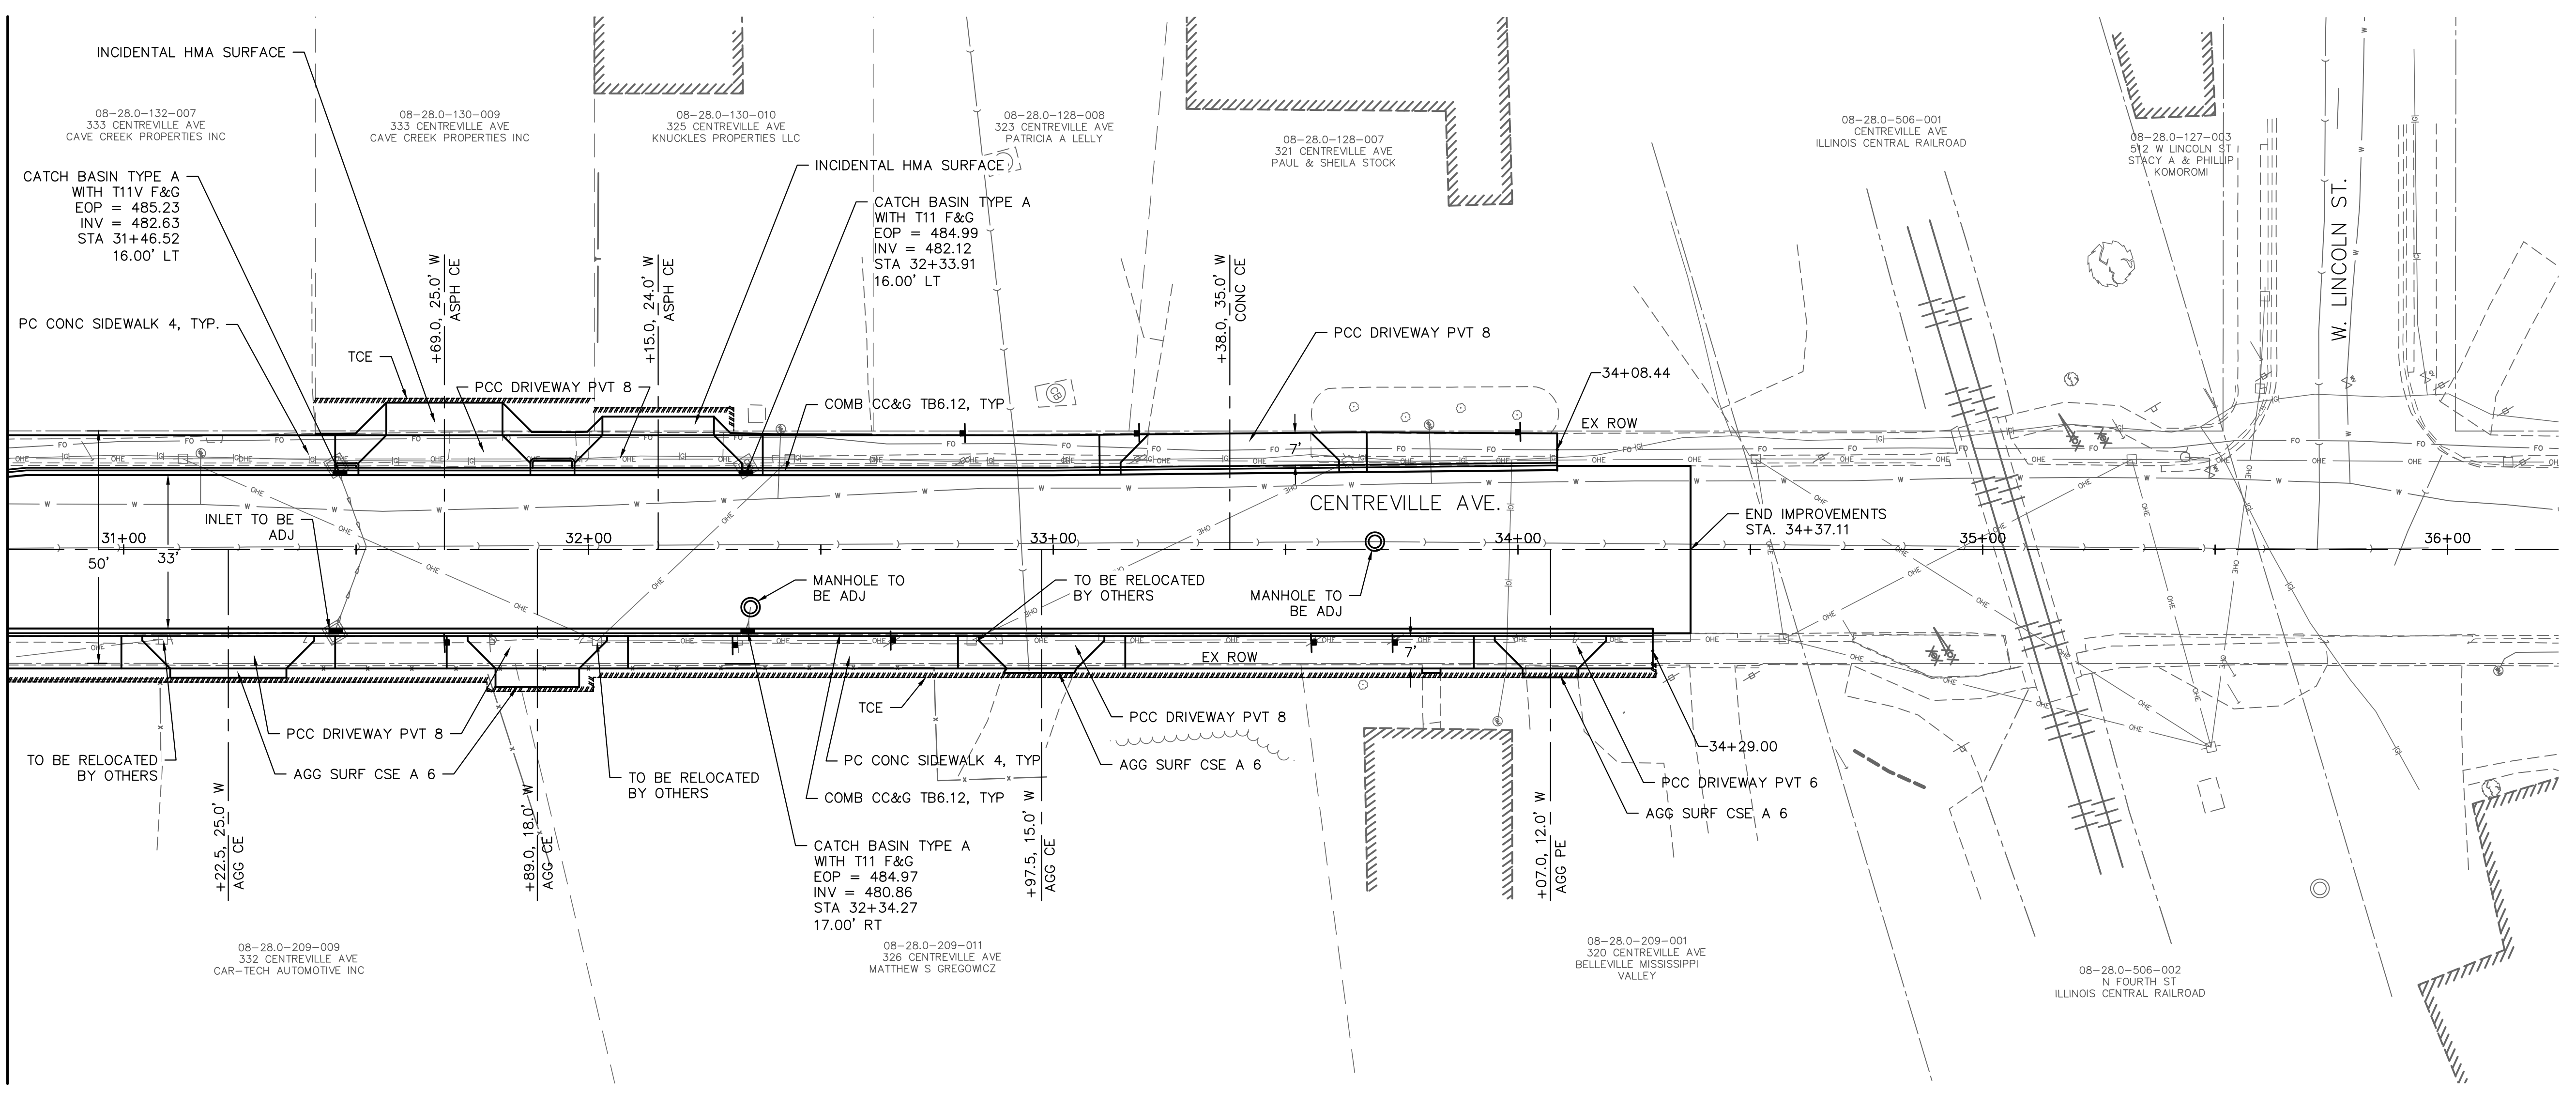 INCIDENTAL HMA SURFACE
08-28.0-132-007
333 CENTREVILLE AVE
CAVE CREEK PROPERTIES INC
08-28.0-130-009
333 CENTREVILLE AVE
CAVE CREEK PROPERTIES INC
08-28.0-130-010
325 CENTREVILLE AVE
KNUCKLES PROPERTIES LLC
08-28.0-128-008
323 CENTREVILLE AVE
PATRICIA A LELLY
08-28.0-128-007
321 CENTREVILLE AVE
PAUL & SHEILA STOCK
08-28.0-506-001
CENTREVILLE AVE
ILLINOIS CENTRAL RAILROAD
08-28.0-127-003
512 W LINCOLN ST
STACY A & PHILLIP
KOMOROMI
CATCH BASIN TYPE A
WITH T11V F&G
EOP = 485.23
INV = 482.63
STA 31+46.52
16.00' LT
INCIDENTAL HMA SURFACE
CATCH BASIN TYPE A
WITH T11 F&G
EOP = 484.99
INV = 482.12
STA 32+33.91
16.00' LT
W. LINCOLN ST.
+69.0, 25.0' W
ASPH CE
+15.0, 24.0' W
ASPH CE
+38.0, 35.0' W
CONC CE
PC CONC SIDEWALK 4, TYP.
TCE
PCC DRIVEWAY PVT 8
PCC DRIVEWAY PVT 8
34+08.44
COMB CC&G TB6.12, TYP
EX ROW
7'
CENTREVILLE AVE.
INLET TO BE
ADJ
END IMPROVEMENTS
STA. 34+37.11
31+00
32+00
33+00
34+00
35+00
36+00
50'
33'
MANHOLE TO
BE ADJ
TO BE RELOCATED
BY OTHERS
MANHOLE TO
BE ADJ
EX ROW
7'
TCE
PCC DRIVEWAY PVT 8
PCC DRIVEWAY PVT 8
34+29.00
TO BE RELOCATED
BY OTHERS
AGG SURF CSE A 6
TO BE RELOCATED
BY OTHERS
PC CONC SIDEWALK 4, TYP
AGG SURF CSE A 6
COMB CC&G TB6.12, TYP
PCC DRIVEWAY PVT 6
AGG SURF CSE A 6
+22.5, 25.0' W
AGG CE
+89.0, 18.0' W
AGG CE
+97.5, 15.0' W
AGG CE
+07.0, 12.0' W
AGG PE
CATCH BASIN TYPE A
WITH T11 F&G
EOP = 484.97
INV = 480.86
STA 32+34.27
17.00' RT
08-28.0-209-009
332 CENTREVILLE AVE
CAR-TECH AUTOMOTIVE INC
08-28.0-209-011
326 CENTREVILLE AVE
MATTHEW S GREGOWICZ
08-28.0-209-001
320 CENTREVILLE AVE
BELLEVILLE MISSISSIPPI
VALLEY
08-28.0-506-002
N FOURTH ST
ILLINOIS CENTRAL RAILROAD